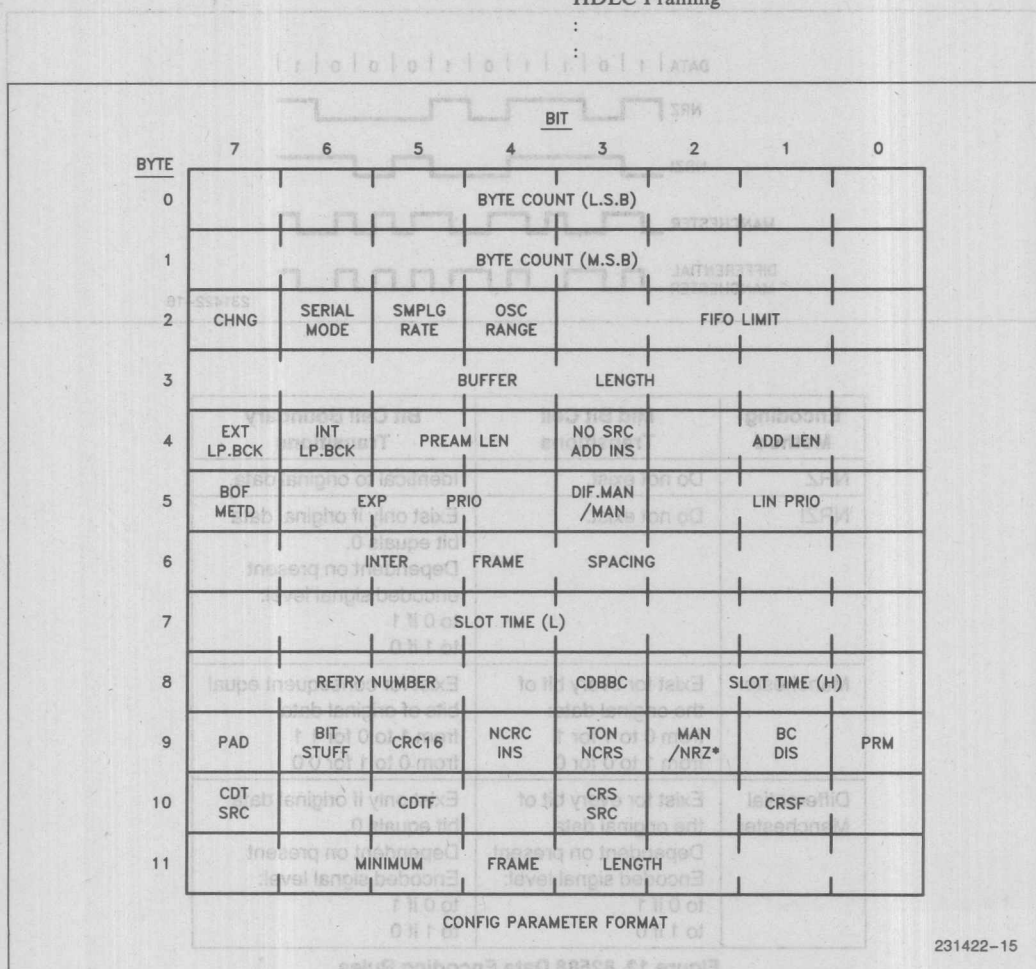 HDLC Framing
:
:
BIT
7 6 5 4 3 2 1 0
BYTE
0 BYTE COUNT (L.S.B)
1 BYTE COUNT (M.S.B)
2 CHNG SERIAL MODE SMPLG RATE OSC RANGE FIFO LIMIT
3 BUFFER LENGTH
4 EXT LP.BCK INT LP.BCK PREAM LEN NO SRC ADD INS ADD LEN
5 BOF METD EXP PRIO DIF.MAN /MAN LIN PRIO
6 INTER FRAME SPACING
7 SLOT TIME (L)
8 RETRY NUMBER CDBBC SLOT TIME (H)
9 PAD BIT STUFF CRC16 NCRC INS TON NCRS MAN /NRZ* BC DIS PRM
10 CDT SRC CDTF CRS SRC CRSF
11 MINIMUM FRAME LENGTH
CONFIG PARAMETER FORMAT
231422-15